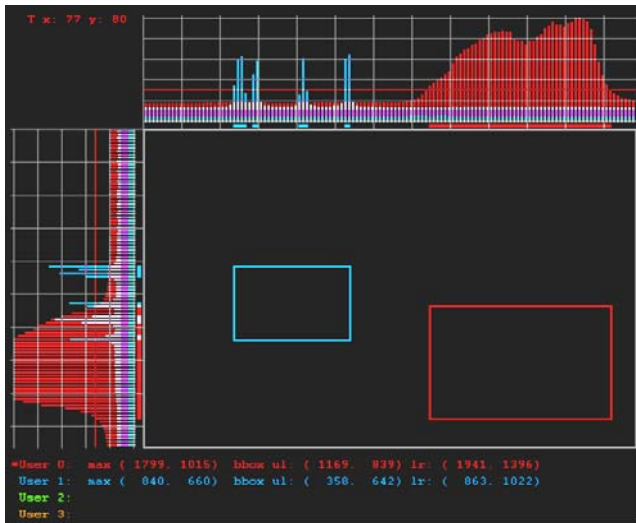 T x: 77 y: 80
*User 0: max ( 1799, 1015) bbox ul: ( 1169, 839) lr: ( 1941, 1396)
User 1: max ( 840, 660) bbox ul: ( 358, 642) lr: ( 863, 1022)
User 2:
User 3: